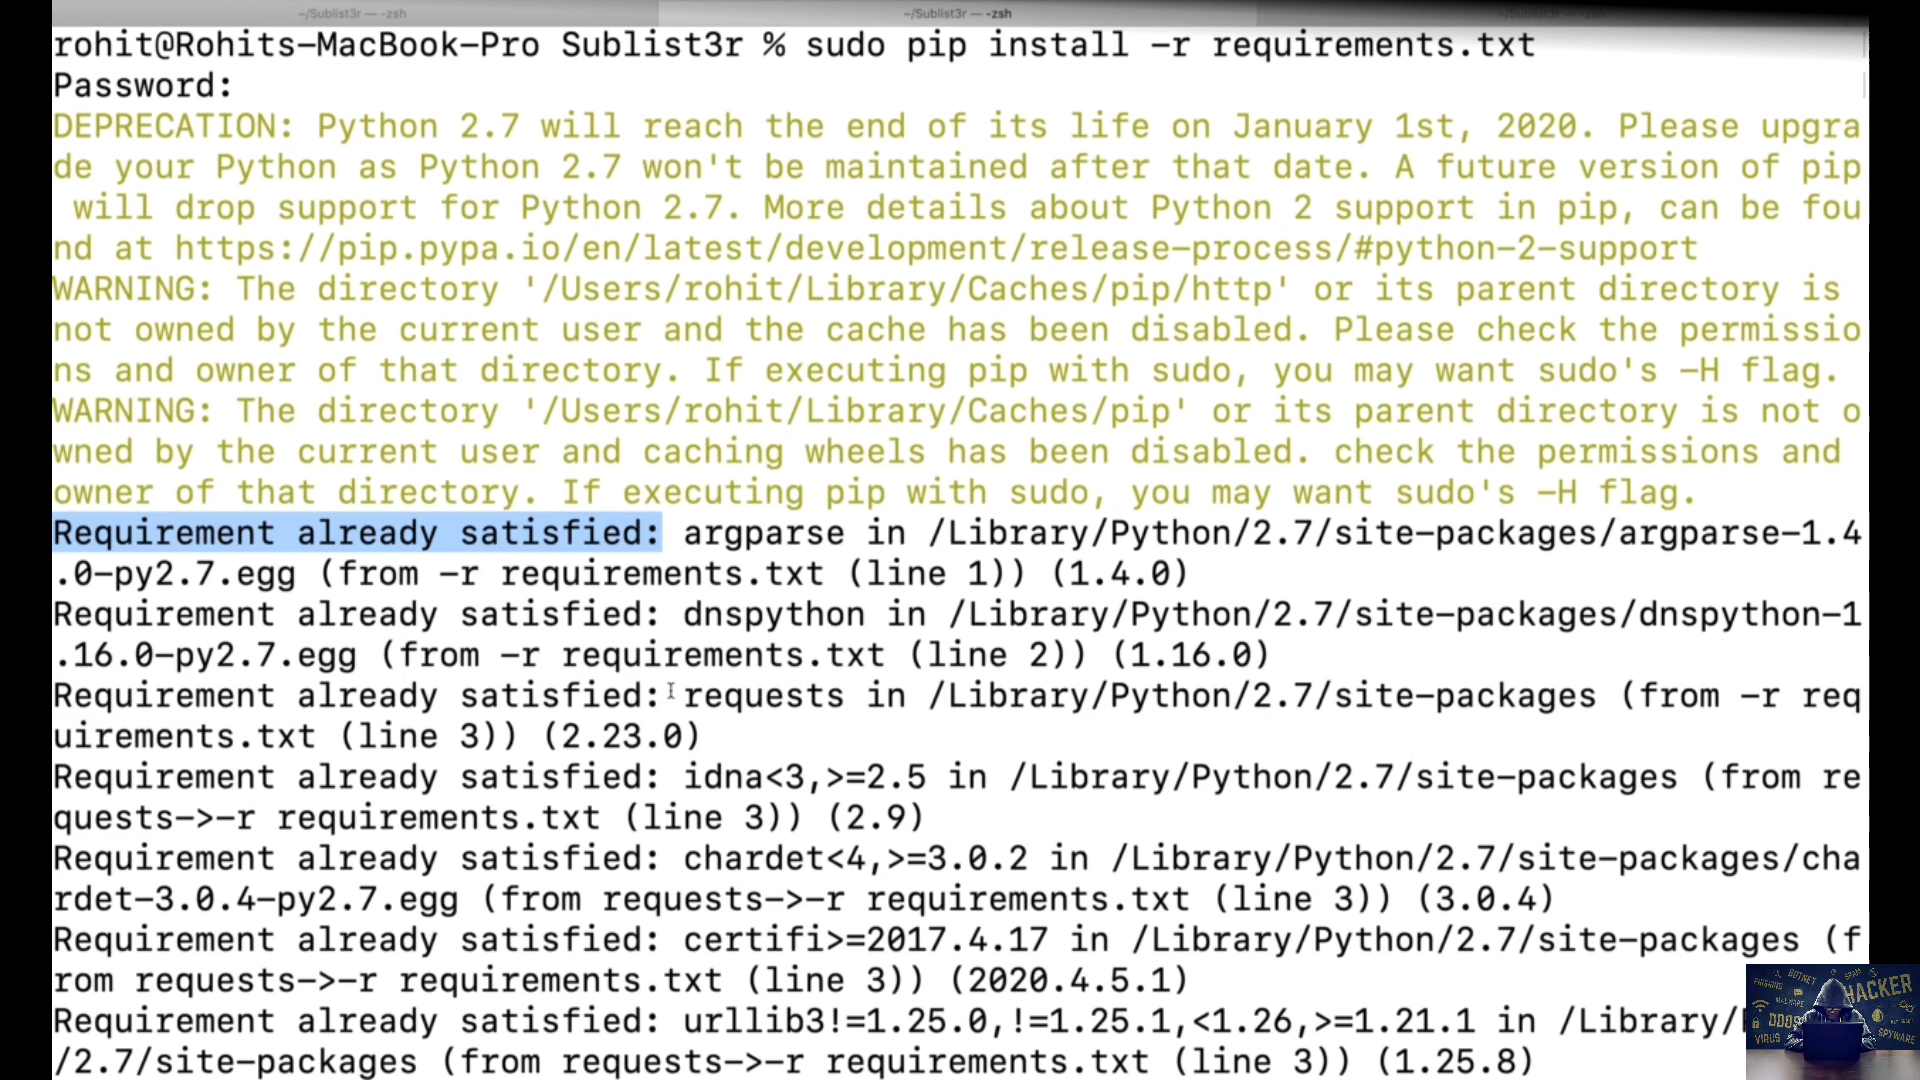 ~/Sublist3r — -zsh ~/Sublist3r — -zsh ~/Sublist3r — -zsh
rohit@Rohits-MacBook-Pro Sublist3r % sudo pip install -r requirements.txt
Password:
DEPRECATION: Python 2.7 will reach the end of its life on January 1st, 2020. Please upgra
de your Python as Python 2.7 won't be maintained after that date. A future version of pip
will drop support for Python 2.7. More details about Python 2 support in pip, can be fou
nd at https://pip.pypa.io/en/latest/development/release-process/#python-2-support
WARNING: The directory '/Users/rohit/Library/Caches/pip/http' or its parent directory is
not owned by the current user and the cache has been disabled. Please check the permissio
ns and owner of that directory. If executing pip with sudo, you may want sudo's -H flag.
WARNING: The directory '/Users/rohit/Library/Caches/pip' or its parent directory is not o
wned by the current user and caching wheels has been disabled. check the permissions and
owner of that directory. If executing pip with sudo, you may want sudo's -H flag.
Requirement already satisfied: argparse in /Library/Python/2.7/site-packages/argparse-1.4
.0-py2.7.egg (from -r requirements.txt (line 1)) (1.4.0)
Requirement already satisfied: dnspython in /Library/Python/2.7/site-packages/dnspython-1
.16.0-py2.7.egg (from -r requirements.txt (line 2)) (1.16.0)
Requirement already satisfied: requests in /Library/Python/2.7/site-packages (from -r req
uirements.txt (line 3)) (2.23.0)
Requirement already satisfied: idna<3,>=2.5 in /Library/Python/2.7/site-packages (from re
quests->-r requirements.txt (line 3)) (2.9)
Requirement already satisfied: chardet<4,>=3.0.2 in /Library/Python/2.7/site-packages/cha
rdet-3.0.4-py2.7.egg (from requests->-r requirements.txt (line 3)) (3.0.4)
Requirement already satisfied: certifi>=2017.4.17 in /Library/Python/2.7/site-packages (f
rom requests->-r requirements.txt (line 3)) (2020.4.5.1)
Requirement already satisfied: urllib3!=1.25.0,!=1.25.1,<1.26,>=1.21.1 in /Library/
/2.7/site-packages (from requests->-r requirements.txt (line 3)) (1.25.8)
PHISHING BOTNET SPAM
MALWARE HACKER
DDOS
VIRUS SPYWARE